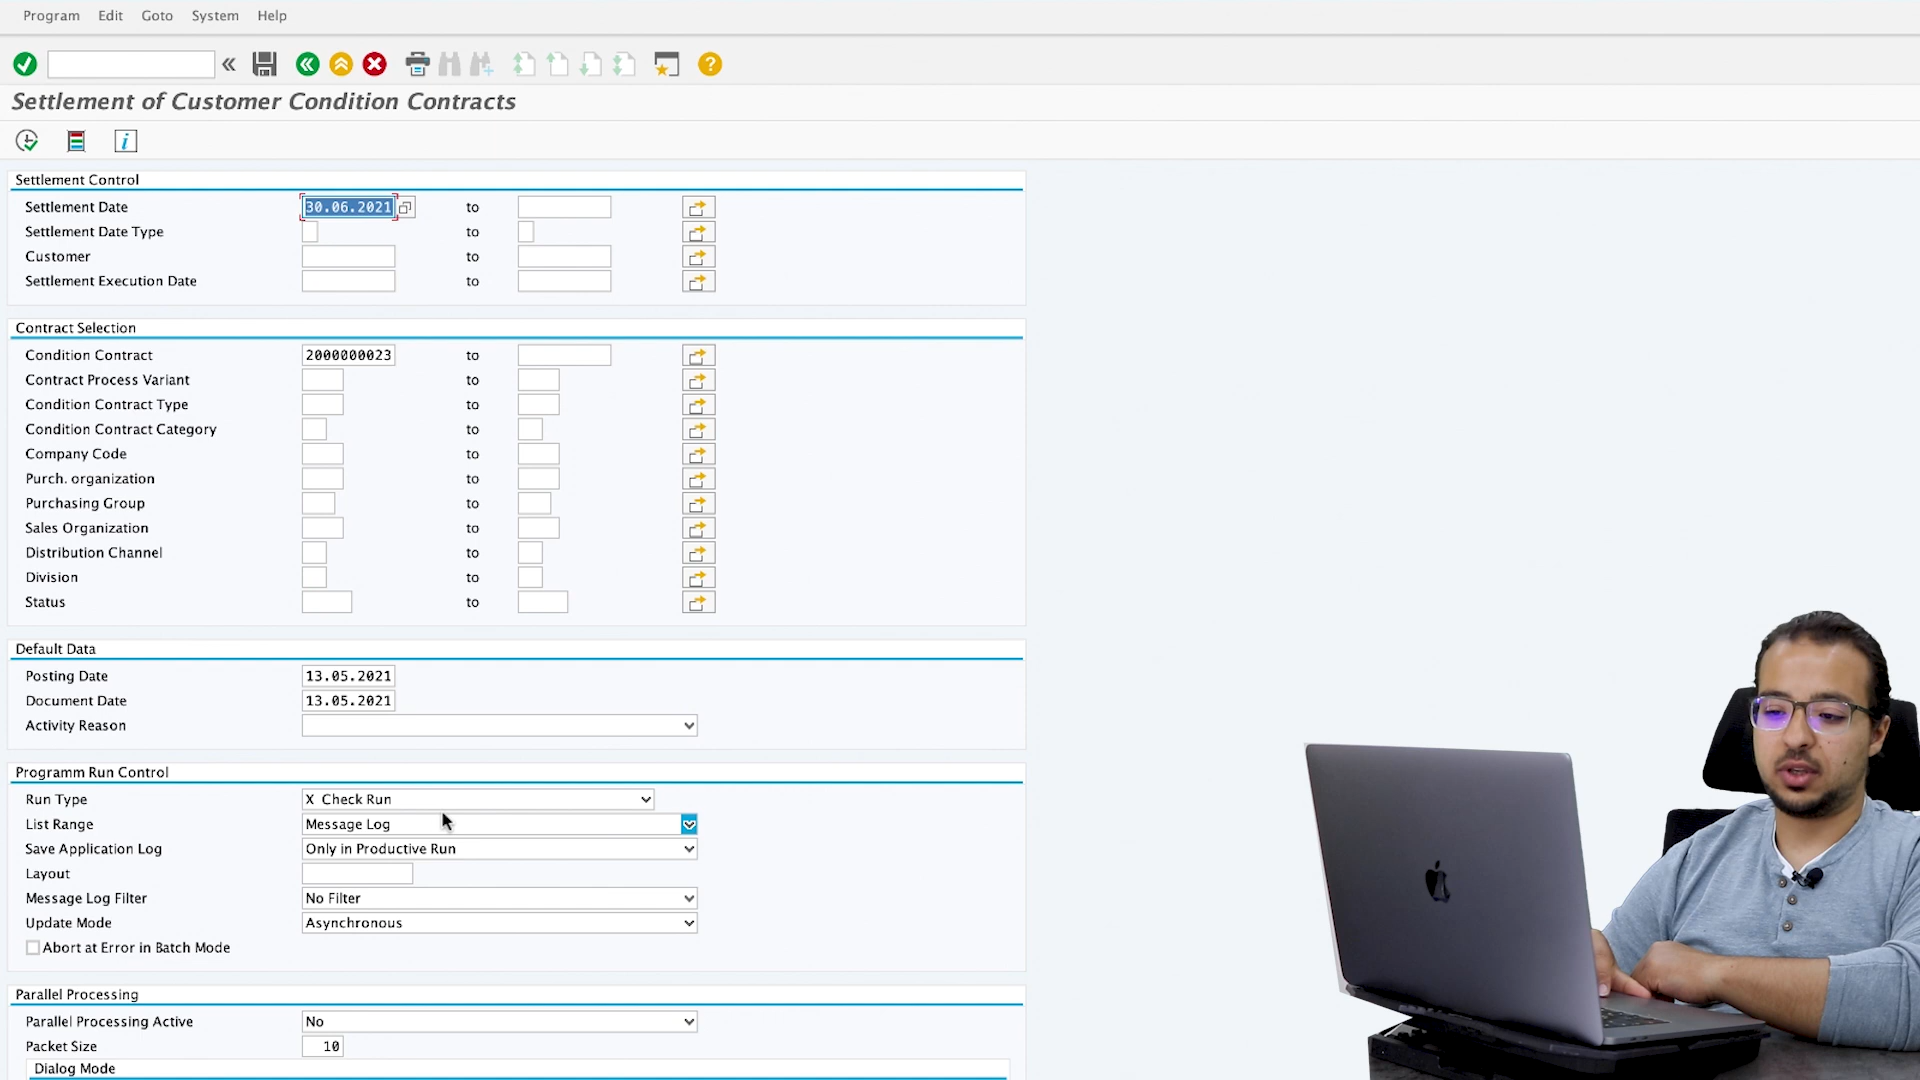 Program Edit Goto System Help
Settlement of Customer Condition Contracts
Settlement Control
Settlement Date 30.06.2021 to
Settlement Date Type to
Customer to
Settlement Execution Date to
Contract Selection
Condition Contract 2000000023 to
Contract Process Variant to
Condition Contract Type to
Condition Contract Category to
Company Code to
Purch. organization to
Purchasing Group to
Sales Organization to
Distribution Channel to
Division to
Status to
Default Data
Posting Date 13.05.2021
Document Date 13.05.2021
Activity Reason
Programm Run Control
Run Type X Check Run
List Range Message Log
Save Application Log Only in Productive Run
Layout
Message Log Filter No Filter
Update Mode Asynchronous
Abort at Error in Batch Mode
Parallel Processing
Parallel Processing Active No
Packet Size 10
Dialog Mode